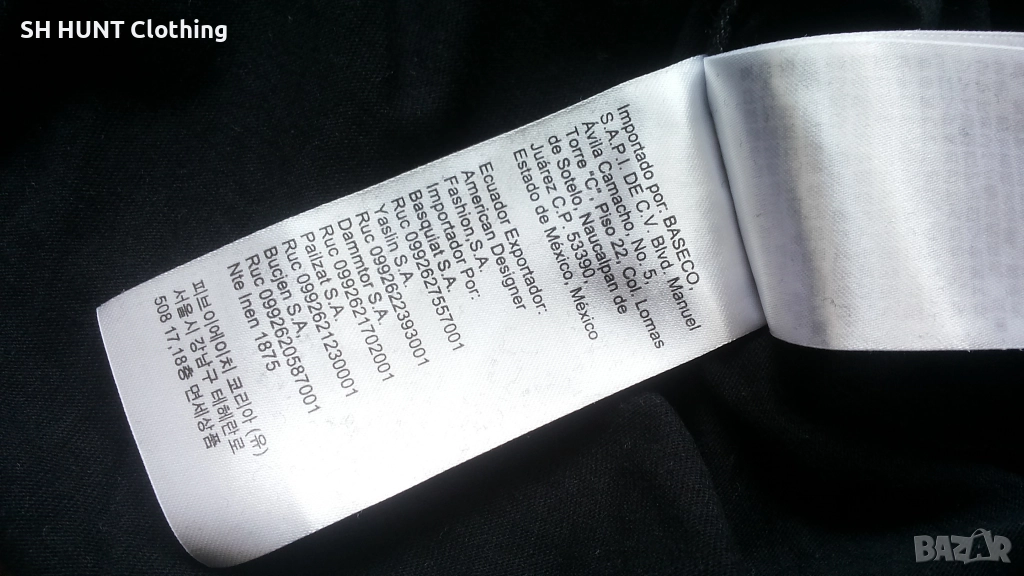 SH HUNT Clothing
Importado por: BASECO,
S.A.P.I. DE C.V. Blvd. Manuel
Ávila Camacho, No. 5,
Torre "C", Piso 22, Col. Lomas
de Sotelo, Naucalpan de
Juárez C.P. 53390, Mexico
Estado de México, México
Ecuador Exportador:
American Designer
Fashion,S.A.
Importador Por:
Basquiat S.A.
Ruc 0992627557001
Yaslin S.A.
Ruc 0992622393001
Dammtor S.A.
Ruc 0992621702001
Pailzat S.A.
Ruc 0992621230001
Bucjen S.A.
Ruc 0992620587001
Nte Inen 1875
피브이에이치 코리아 (유)
서울시 강남구 테헤란로
508 17,18층 면세상품
BAZAR